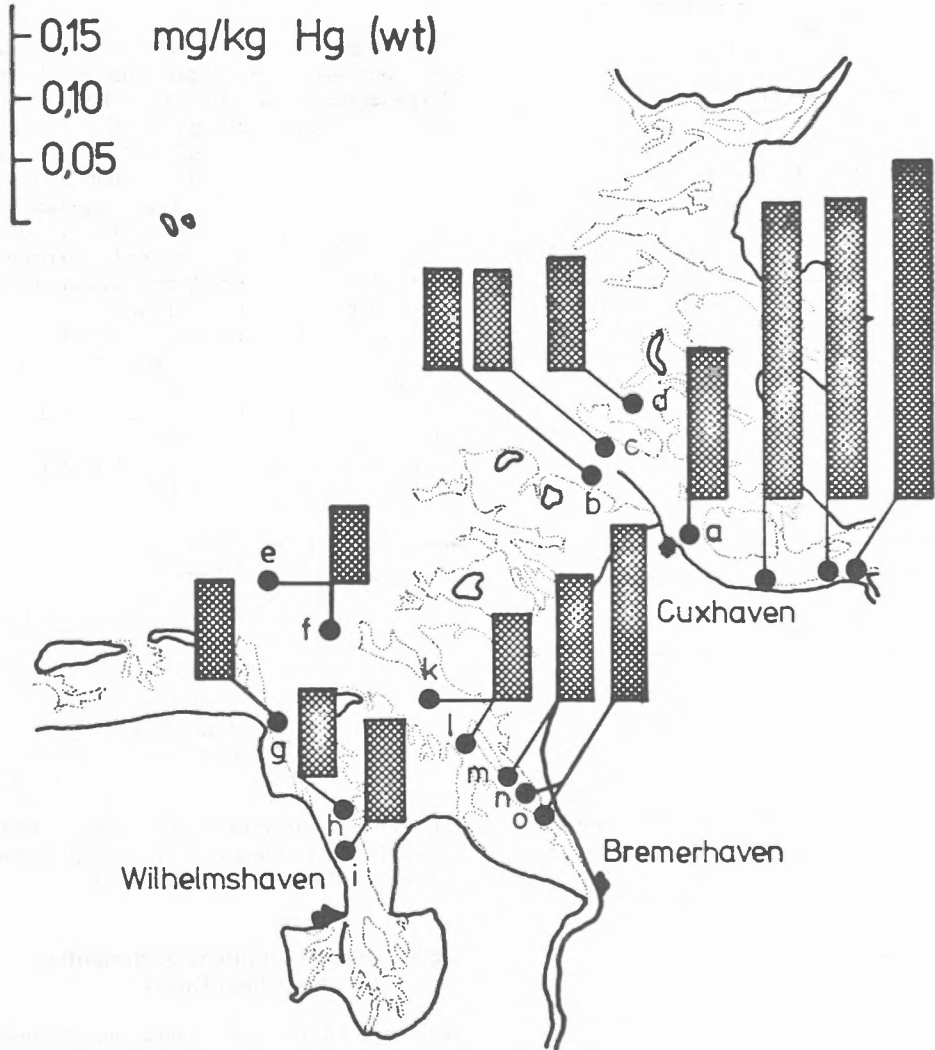 0,15 mg/kg Hg (wt)
0,10
0,05
d
c
b
a
e
Cuxhaven
f
k
g
l
m
n
h
o
Bremerhaven
Wilhelmshaven i